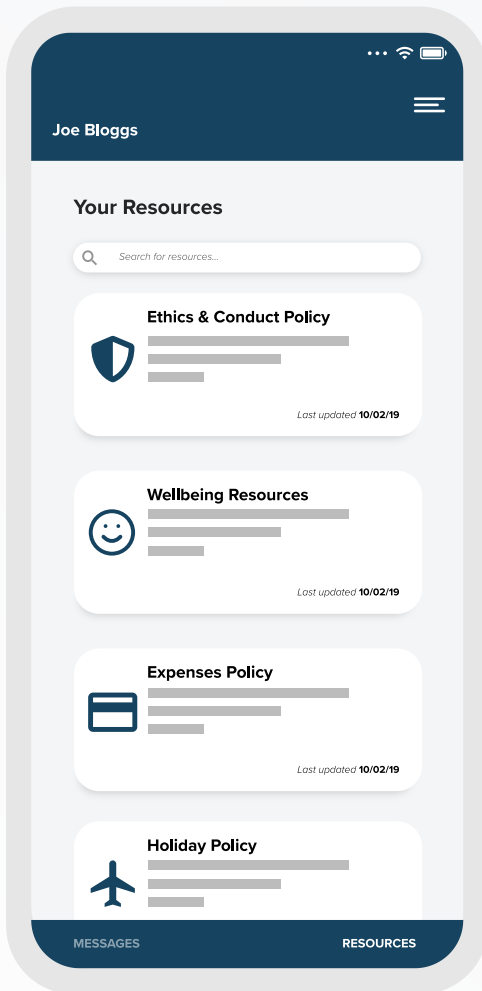 Joe Bloggs
Your Resources
Search for resources...
Ethics & Conduct Policy
Last updated 10/02/19
Wellbeing Resources
Last updated 10/02/19
Expenses Policy
Last updated 10/02/19
Holiday Policy
MESSAGES
RESOURCES